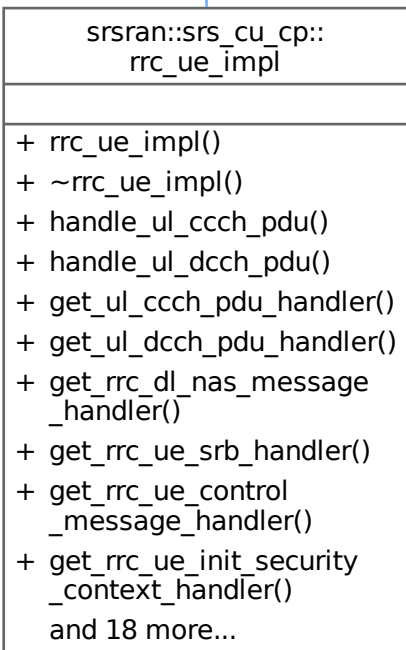 srsran::srs_cu_cp::
rrc_ue_impl
+ rrc_ue_impl()
+ ~rrc_ue_impl()
+ handle_ul_ccch_pdu()
+ handle_ul_dcch_pdu()
+ get_ul_ccch_pdu_handler()
+ get_ul_dcch_pdu_handler()
+ get_rrc_dl_nas_message
_handler()
+ get_rrc_ue_srb_handler()
+ get_rrc_ue_control
_message_handler()
+ get_rrc_ue_init_security
_context_handler()
and 18 more...